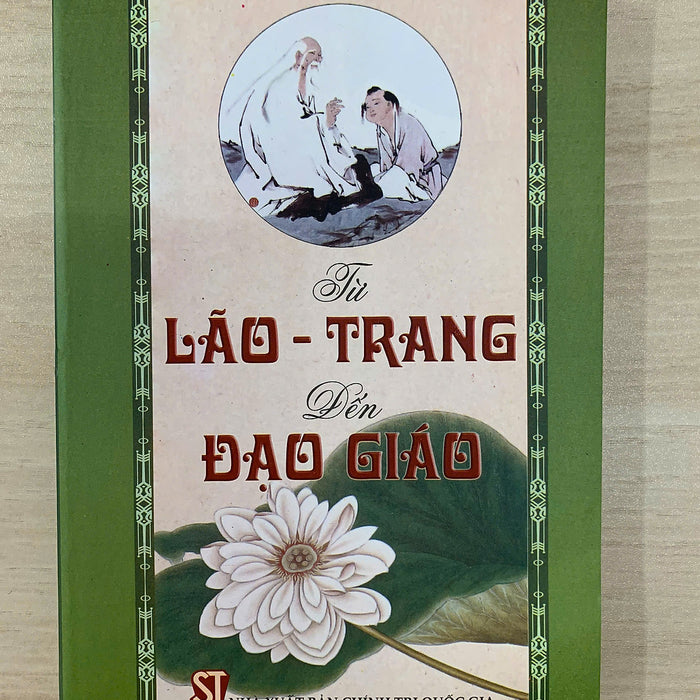 Từ
LÃO - TRANG
Đến
ĐẠO GIÁO
ST NHÀ XUẤT BẢN CHÍNH TRỊ QUỐC GIA